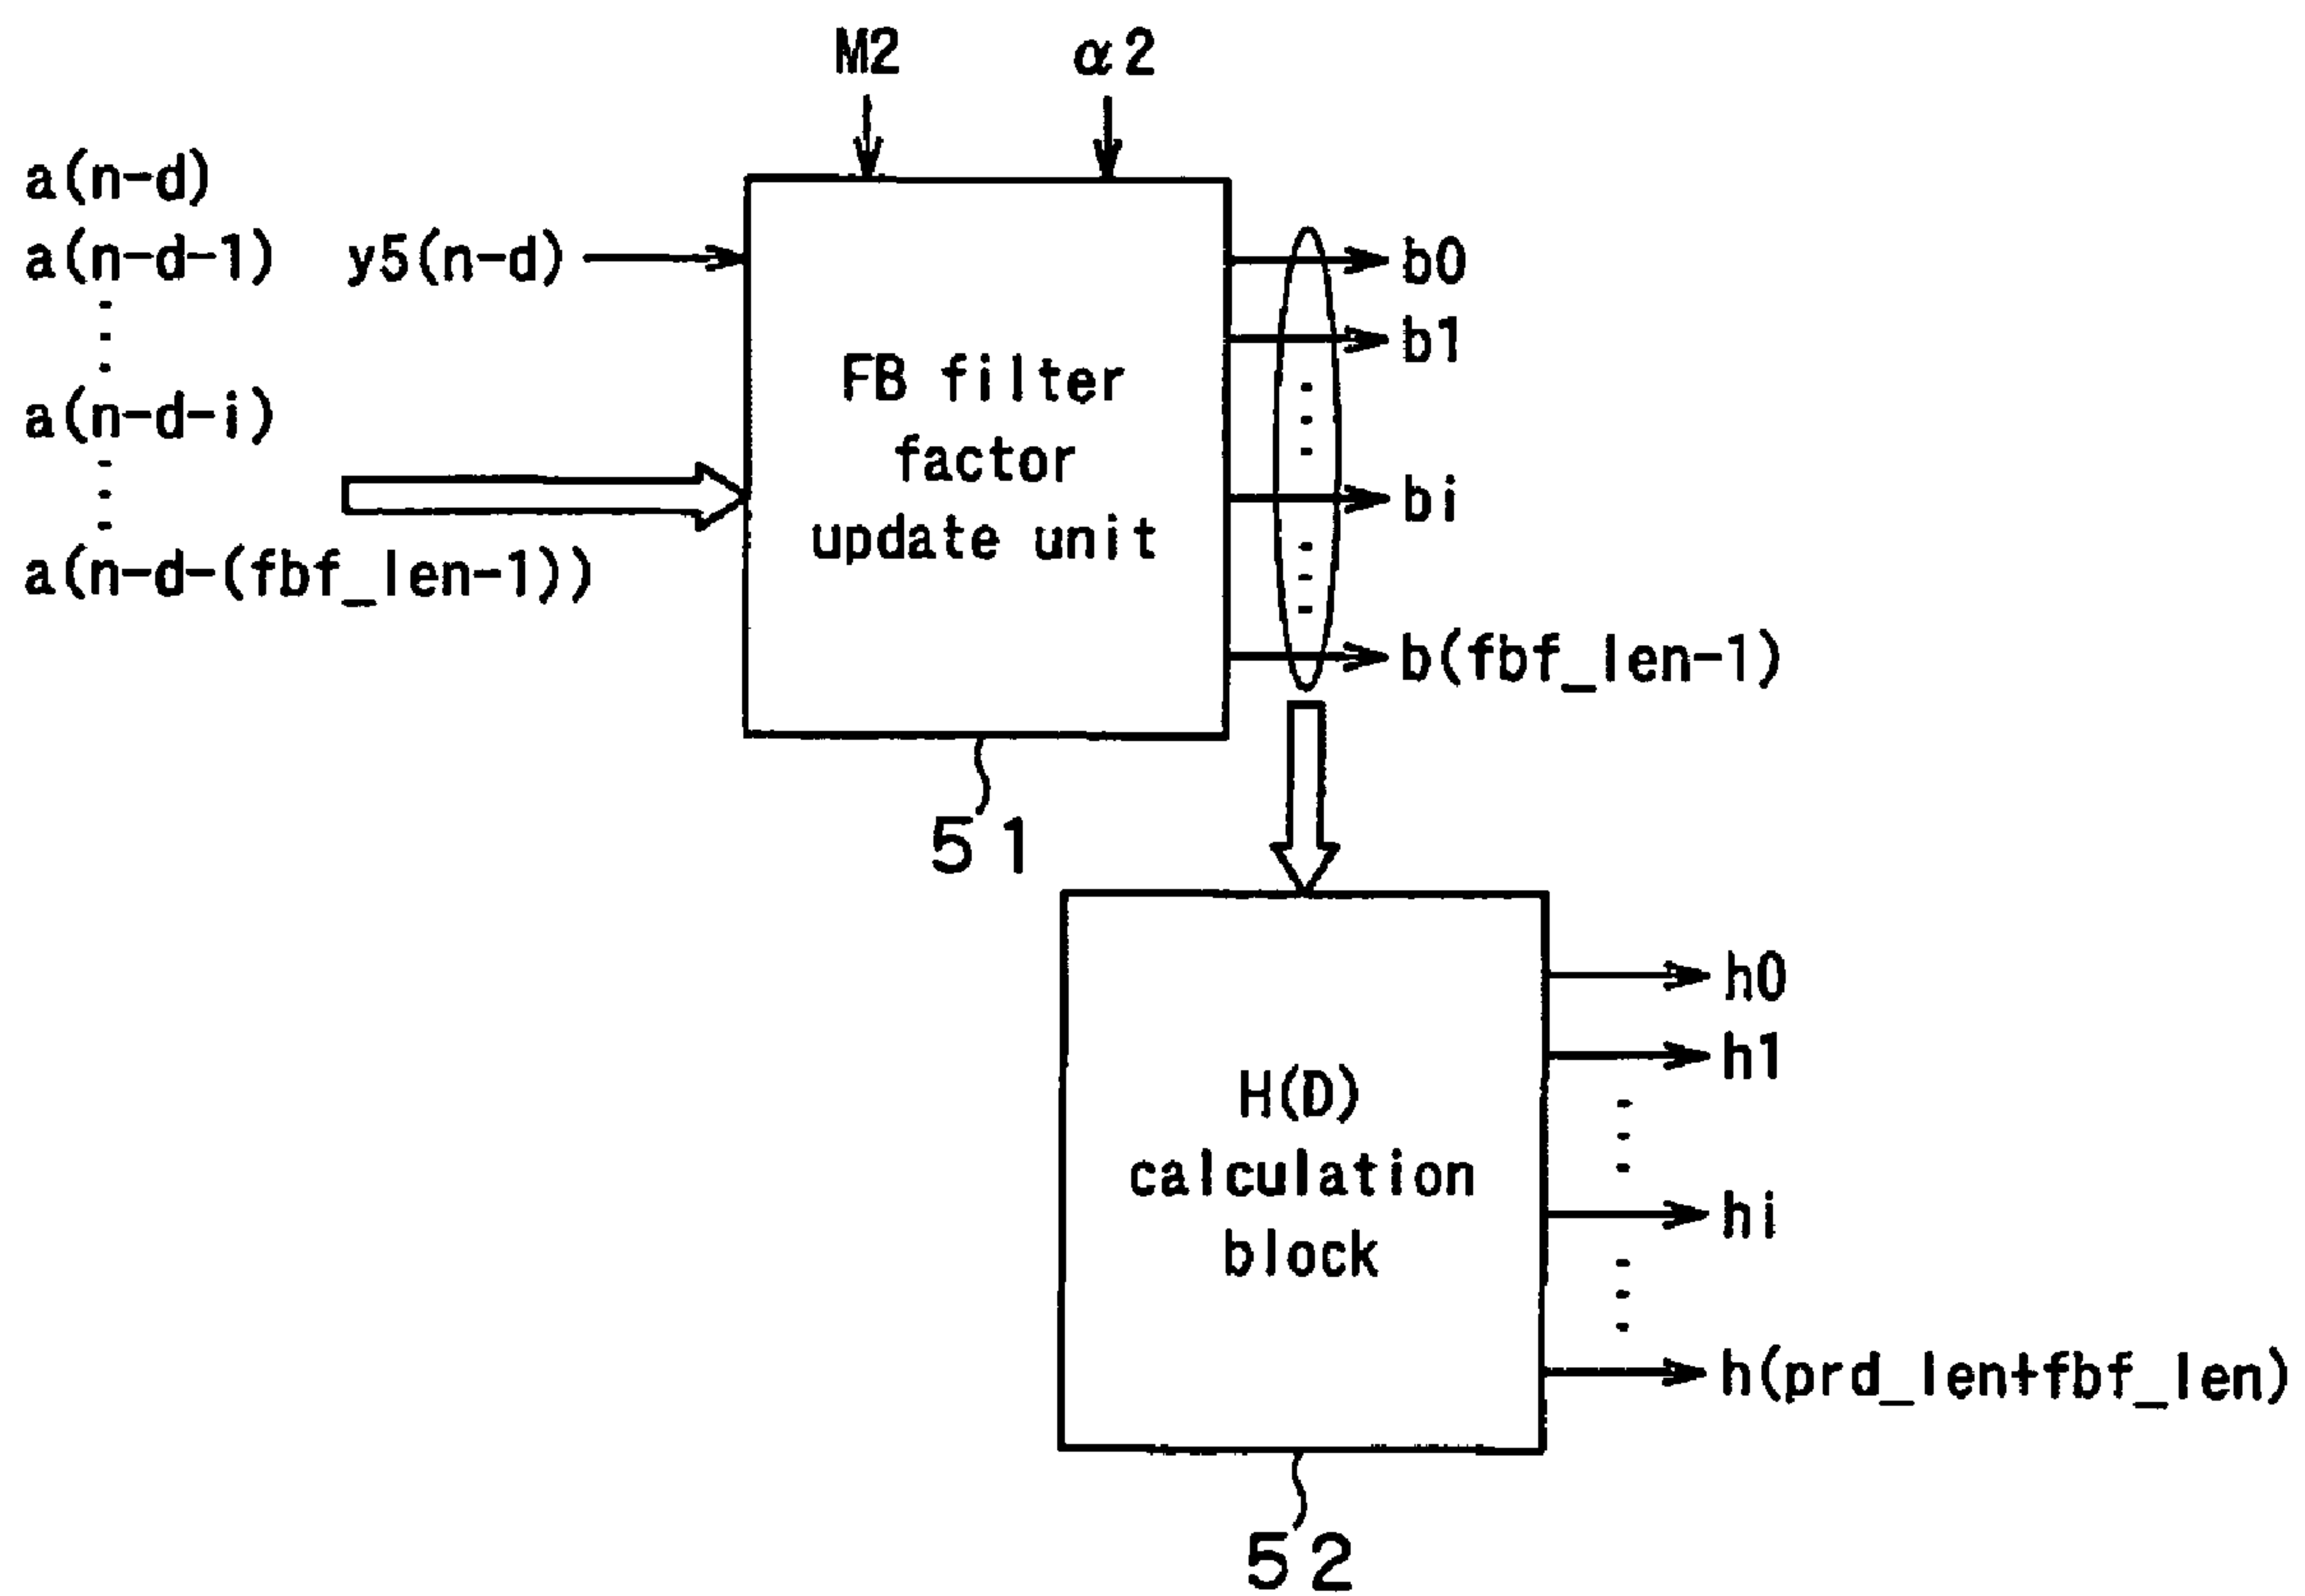 M2
α2
a(n-d)
a(n-d-1)
y5(n-d)
a(n-d-i)
a(n-d-(fbf_len-1))
FB filter
factor
update unit
b0
b1
bi
b(fbf_len-1)
51
H(D)
calculation
block
h0
h1
hi
h(prd_len+fbf_len)
52